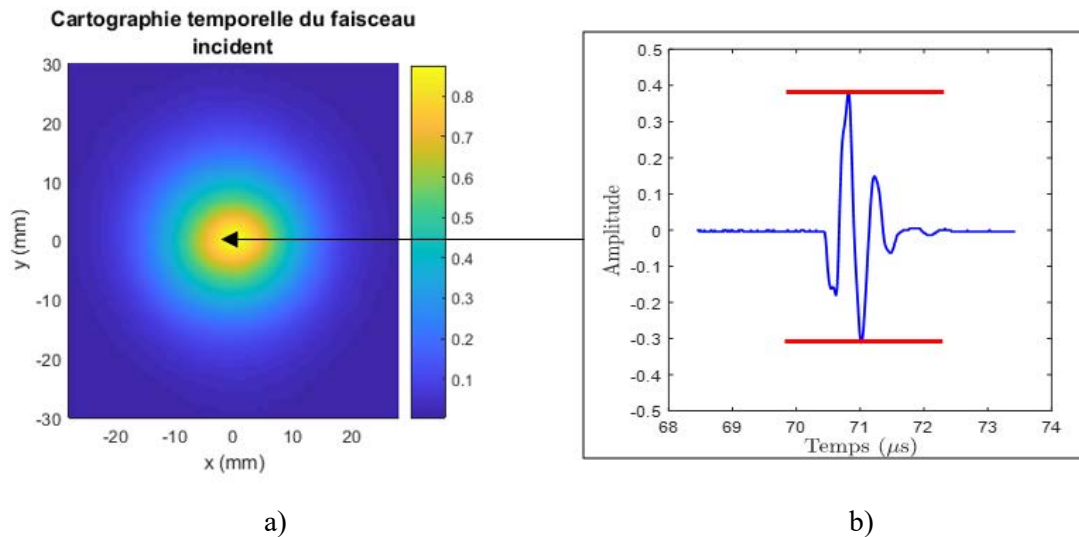 Cartographie temporelle du faisceau
incident
30
20
10
0
-10
-20
-30
y (mm)
-20 -10 0 10 20
x (mm)
0.8
0.7
0.6
0.5
0.4
0.3
0.2
0.1
0.5
0.4
0.3
0.2
0.1
0
-0.1
-0.2
-0.3
-0.4
-0.5
Amplitude
68 69 70 71 72 73 74
Temps (μs)
a) b)